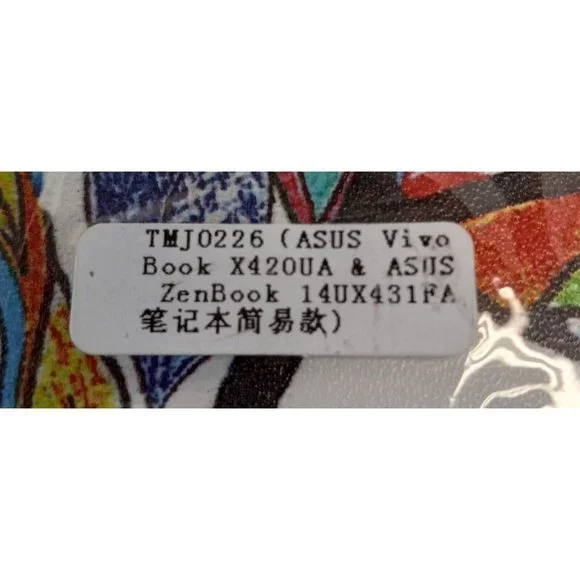 TMJ0226 (ASUS Vivo
Book X420UA & ASUS
ZenBook 14UX431FA
笔记本简易款)